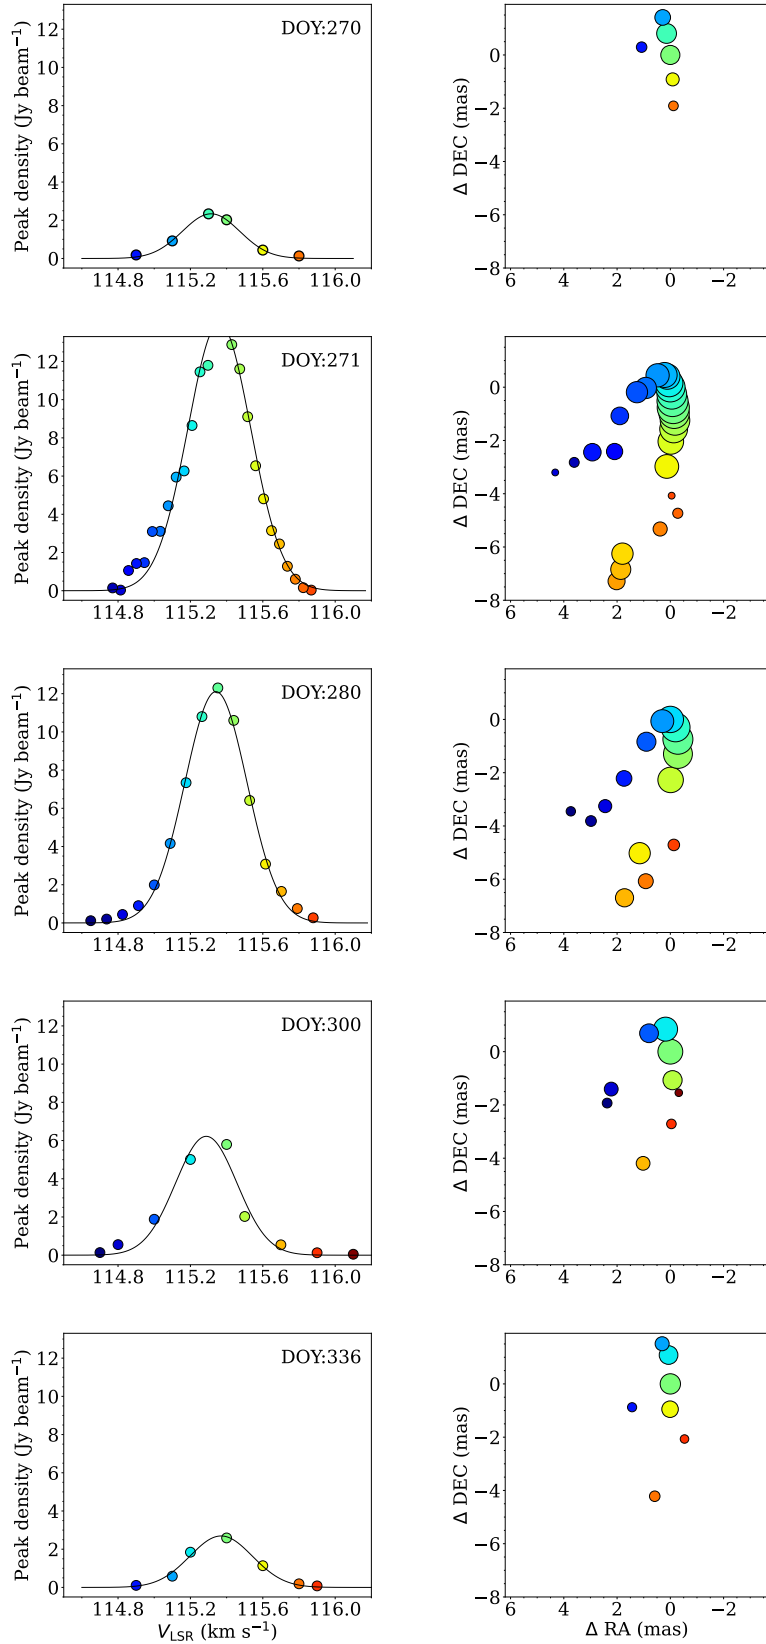 12
10
8
6
4
2
0
Peak density (Jy beam⁻¹)
DOY:270
114.8 115.2 115.6 116.0
0
−2
−4
−6
−8
Δ DEC (mas)
6 4 2 0 −2
12
10
8
6
4
2
0
Peak density (Jy beam⁻¹)
DOY:271
114.8 115.2 115.6 116.0
0
−2
−4
−6
−8
Δ DEC (mas)
6 4 2 0 −2
12
10
8
6
4
2
0
Peak density (Jy beam⁻¹)
DOY:280
114.8 115.2 115.6 116.0
0
−2
−4
−6
−8
Δ DEC (mas)
6 4 2 0 −2
12
10
8
6
4
2
0
Peak density (Jy beam⁻¹)
DOY:300
114.8 115.2 115.6 116.0
0
−2
−4
−6
−8
Δ DEC (mas)
6 4 2 0 −2
12
10
8
6
4
2
0
Peak density (Jy beam⁻¹)
DOY:336
114.8 115.2 115.6 116.0
V_LSR (km s⁻¹)
0
−2
−4
−6
−8
Δ DEC (mas)
6 4 2 0 −2
Δ RA (mas)